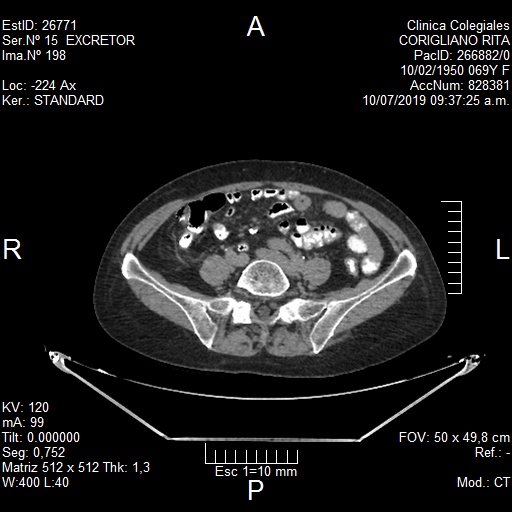 EstID: 26771
Ser.Nº 15 EXCRETOR
Ima.Nº 198
Loc: -224 Ax
Ker.: STANDARD
A
Clinica Colegiales
CORIGLIANO RITA
PacID: 266882/0
10/02/1950 069Y F
AccNum: 828381
10/07/2019 09:37:25 a.m.
R
L
KV: 120
mA: 99
Tilt: 0.000000
Seg: 0,752
Matriz 512 x 512 Thk: 1,3
W:400 L:40
Esc 1=10 mm
P
FOV: 50 x 49,8 cm
Ref.: -
Mod.: CT